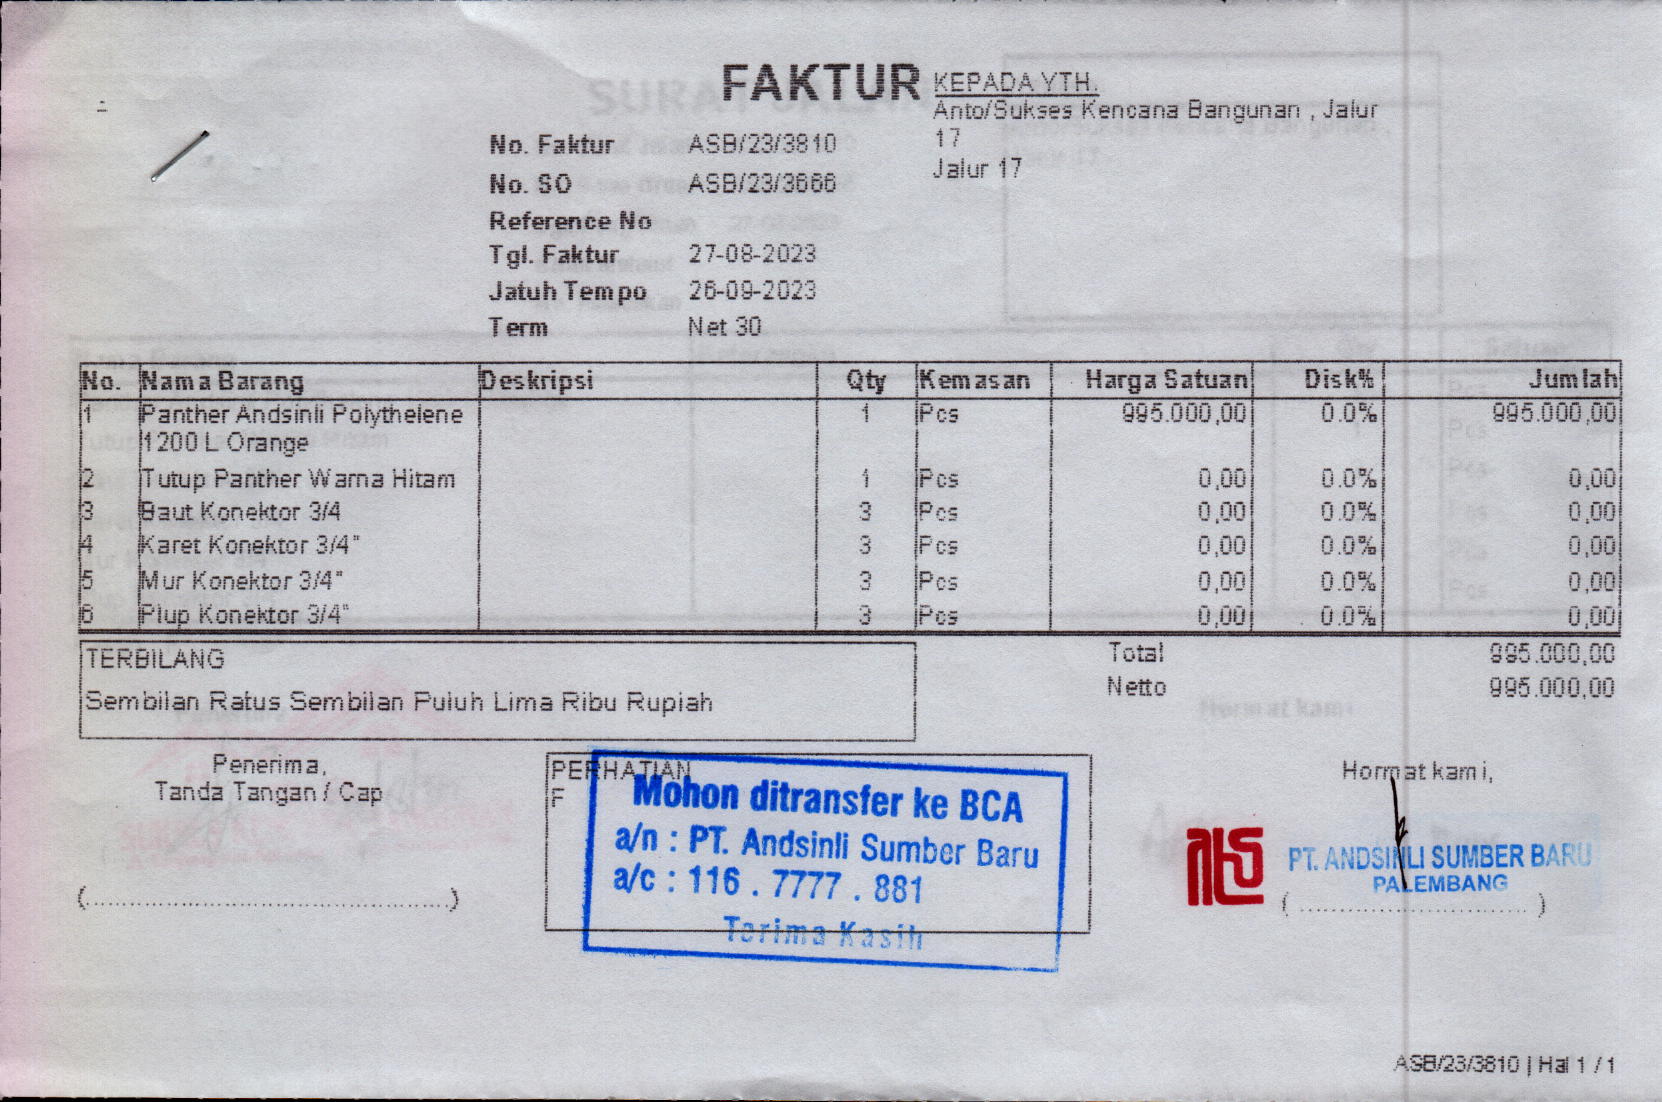 FAKTUR
KEPADA YTH.
Anto/Sukses Kencana Bangunan , Jalur
17
Jalur 17
No. Faktur ASB/23/3810
No. SO ASB/23/3666
Reference No
Tgl. Faktur 27-08-2023
Jatuh Tempo 26-09-2023
Term Net 30
No. Nama Barang Deskripsi Qty Kemasan Harga Satuan Disk% Jumlah
1 Panther Andsinli Polythelene 1 Pcs 995.000,00 0.0% 995.000,00
1200 L Orange
2 Tutup Panther Warna Hitam 1 Pcs 0,00 0.0% 0,00
3 Baut Konektor 3/4 3 Pcs 0,00 0.0% 0,00
4 Karet Konektor 3/4" 3 Pcs 0,00 0.0% 0,00
5 Mur Konektor 3/4" 3 Pcs 0,00 0.0% 0,00
6 Plup Konektor 3/4" 3 Pcs 0,00 0.0% 0,00
TERBILANG
Sembilan Ratus Sembilan Puluh Lima Ribu Rupiah
Total 995.000,00
Netto 995.000,00
Penerima,
Tanda Tangan / Cap
(..............................................)
PERHATIAN
F
Mohon ditransfer ke BCA
a/n : PT. Andsinli Sumber Baru
a/c : 116 . 7777 . 881
Terima Kasih
Hormat kami,
PT. ANDSINLI SUMBER BARU
PALEMBANG
( ............................. )
ASB/23/3810 | Hal 1 / 1